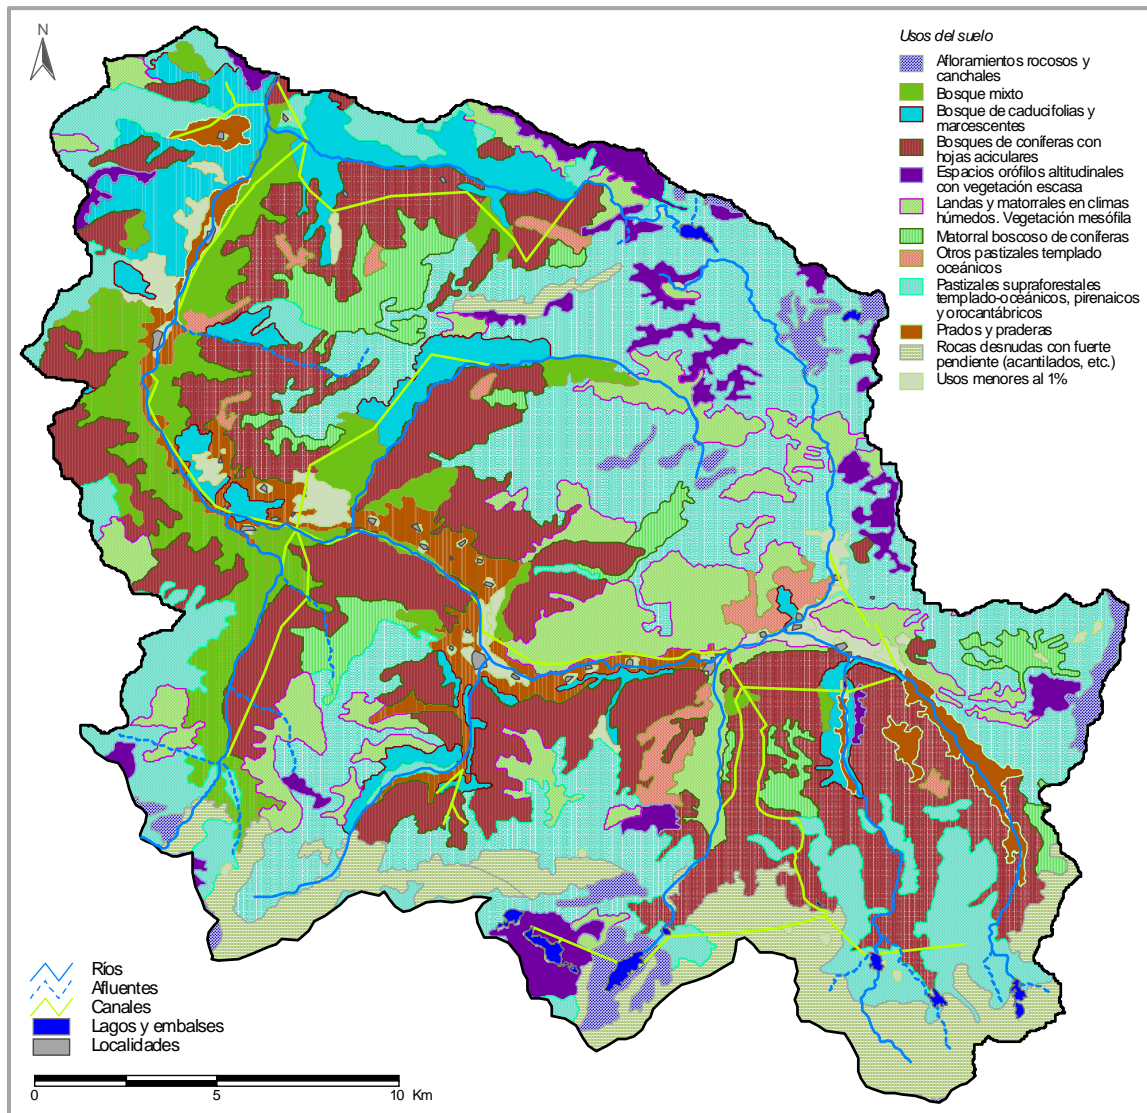 N
Usos del suelo
Afloramientos rocosos y
canchales
Bosque mixto
Bosque de caducifolias y
marcescentes
Bosques de coníferas con
hojas aciculares
Espacios orófilos altitudinales
con vegetación escasa
Landas y matorrales en climas
húmedos. Vegetación mesófila
Matorral boscoso de coníferas
Otros pastizales templado
oceánicos
Pastizales supraforestales
templado-oceánicos, pirenaicos
y orocantábricos
Prados y praderas
Rocas desnudas con fuerte
pendiente (acantilados, etc.)
Usos menores al 1%
Ríos
Afluentes
Canales
Lagos y embalses
Localidades
0 5 10 Km